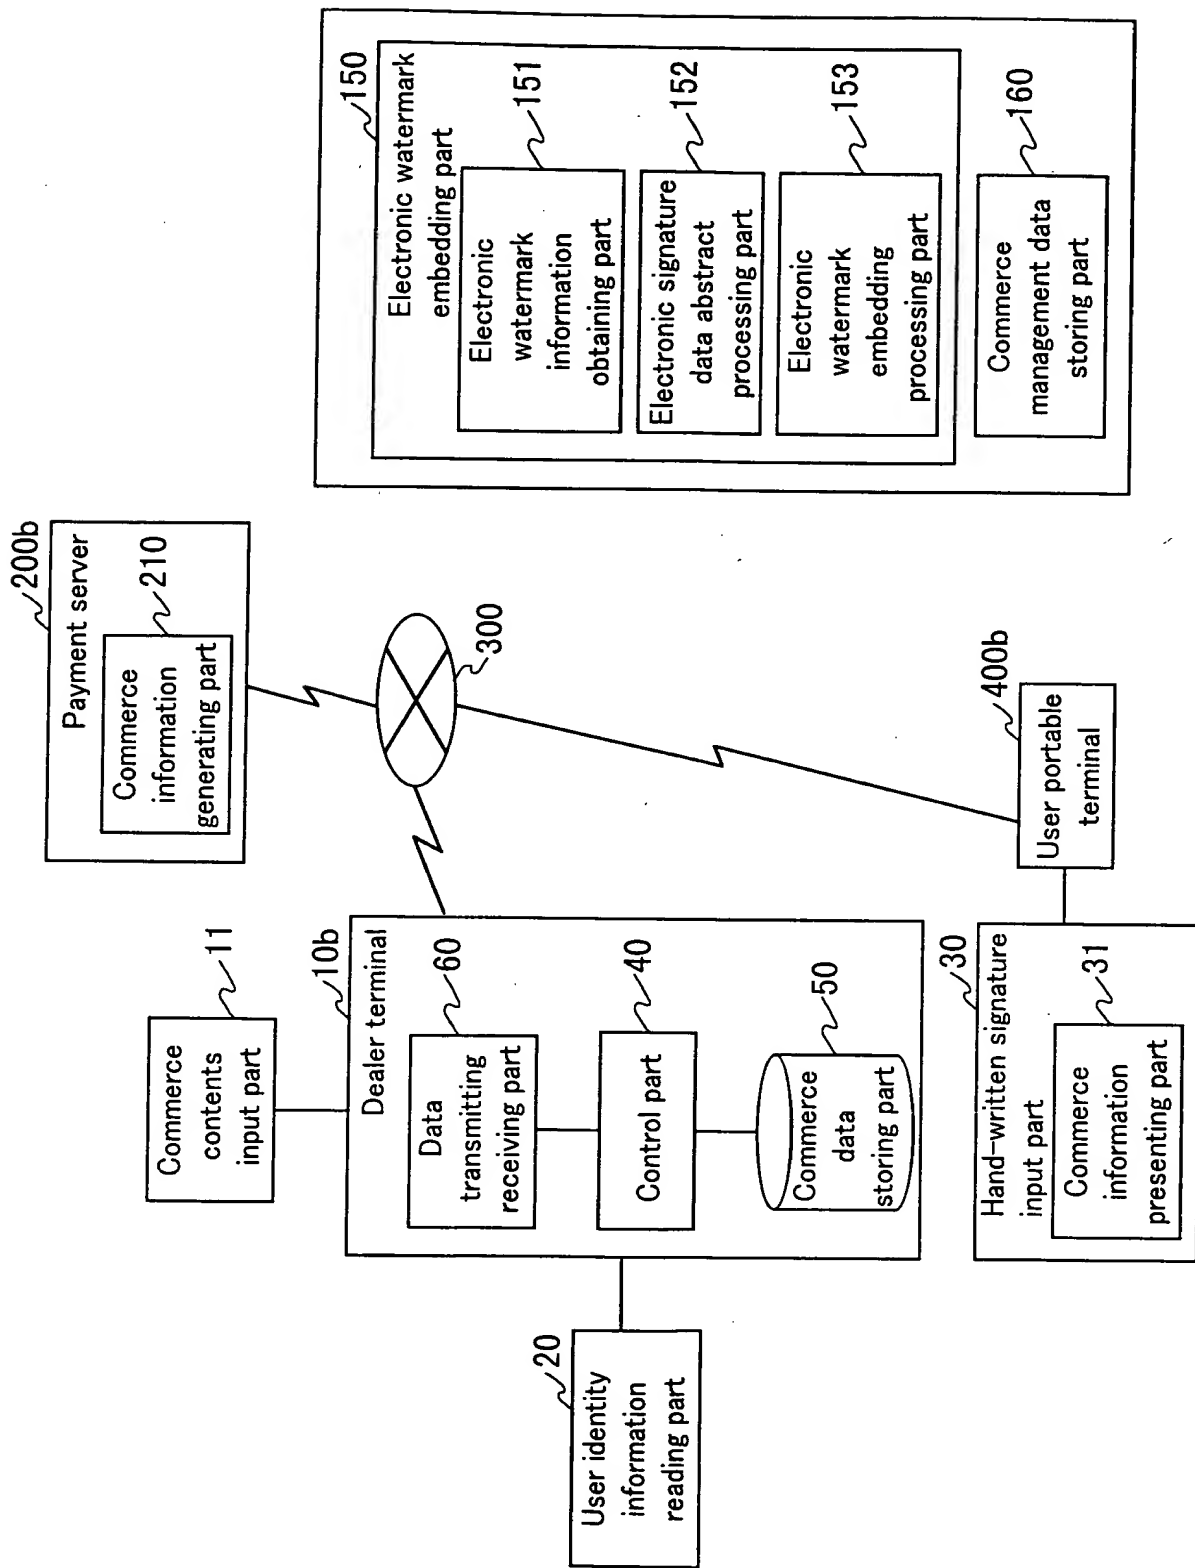 Payment server
200b
Commerce
information
generating part
210
300
Commerce
contents
input part
11
Dealer terminal
10b
Data
transmitting
receiving part
60
Control part
40
Commerce data
storing part
50
User identity
information
reading part
20
Hand-written signature
input part
30
Commerce
information
presenting part
31
User portable
terminal
400b
Electronic watermark
embedding part
150
Electronic
watermark
information
obtaining part
151
Electronic signature
data abstract
processing part
152
Electronic
watermark
embedding
processing part
153
Commerce
management data
storing part
160